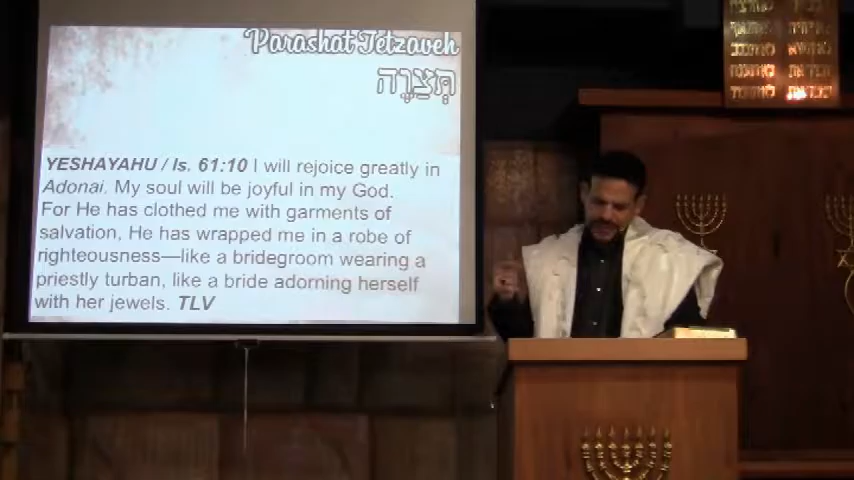 Parashat Tetzaveh
תְּצַוֶּה
YESHAYAHU / Is. 61:10 I will rejoice greatly in
Adonai. My soul will be joyful in my God.
For He has clothed me with garments of
salvation, He has wrapped me in a robe of
righteousness—like a bridegroom wearing a
priestly turban, like a bride adorning herself
with her jewels. TLV